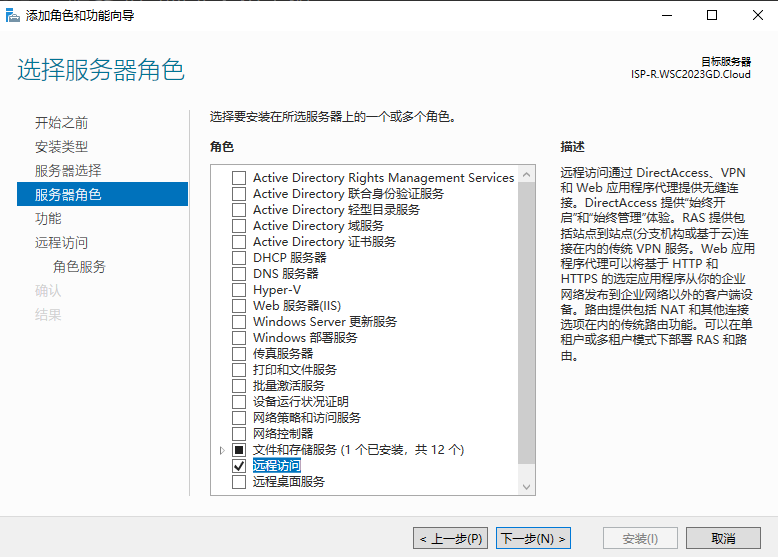 添加角色和功能向导
选择服务器角色
目标服务器
ISP-R.WSC2023GD.Cloud
开始之前
安装类型
服务器选择
服务器角色
功能
远程访问
角色服务
确认
结果
选择要安装在所选服务器上的一个或多个角色。
角色
Active Directory Rights Management Services
Active Directory 联合身份验证服务
Active Directory 轻型目录服务
Active Directory 域服务
Active Directory 证书服务
DHCP 服务器
DNS 服务器
Hyper-V
Web 服务器(IIS)
Windows Server 更新服务
Windows 部署服务
传真服务器
打印和文件服务
批量激活服务
设备运行状况证明
网络策略和访问服务
网络控制器
文件和存储服务 (1 个已安装，共 12 个)
远程访问
远程桌面服务
描述
远程访问通过 DirectAccess、VPN
和 Web 应用程序代理提供无缝连
接。DirectAccess 提供"始终开
启"和"始终管理"体验。RAS 提供包
括站点到站点(分支机构或基于云)连
接在内的传统 VPN 服务。Web 应用
程序代理可以将基于 HTTP 和
HTTPS 的选定应用程序从你的企业
网络发布到企业网络以外的客户端设
备。路由提供包括 NAT 和其他连接
选项在内的传统路由功能。可以在单
租户或多租户模式下部署 RAS 和路
由。
< 上一步(P)
下一步(N) >
安装(I)
取消